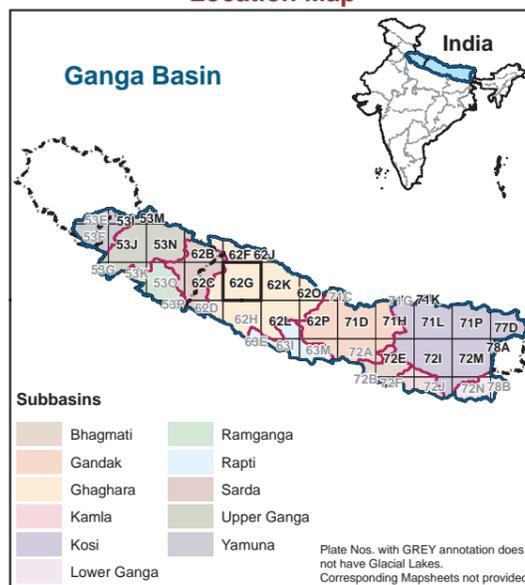 Location Map
India
Ganga Basin
53E 53I 53M
53F 53J 53N 62B 62F 62J
53G 53K 53O 62C 62G 62K 62O 71C 71G 71K
53P 62D 62H 62L 62P 71D 71H 71L 71P 77D
63E 63I 63M 72A 72E 72I 72M 78A
72B 72F 72J 72N 78B
Subbasins
Bhagmati
Gandak
Ghaghara
Kamla
Kosi
Lower Ganga
Ramganga
Rapti
Sarda
Upper Ganga
Yamuna
Plate Nos. with GREY annotation does
not have Glacial Lakes.
Corresponding Mapsheets not provided